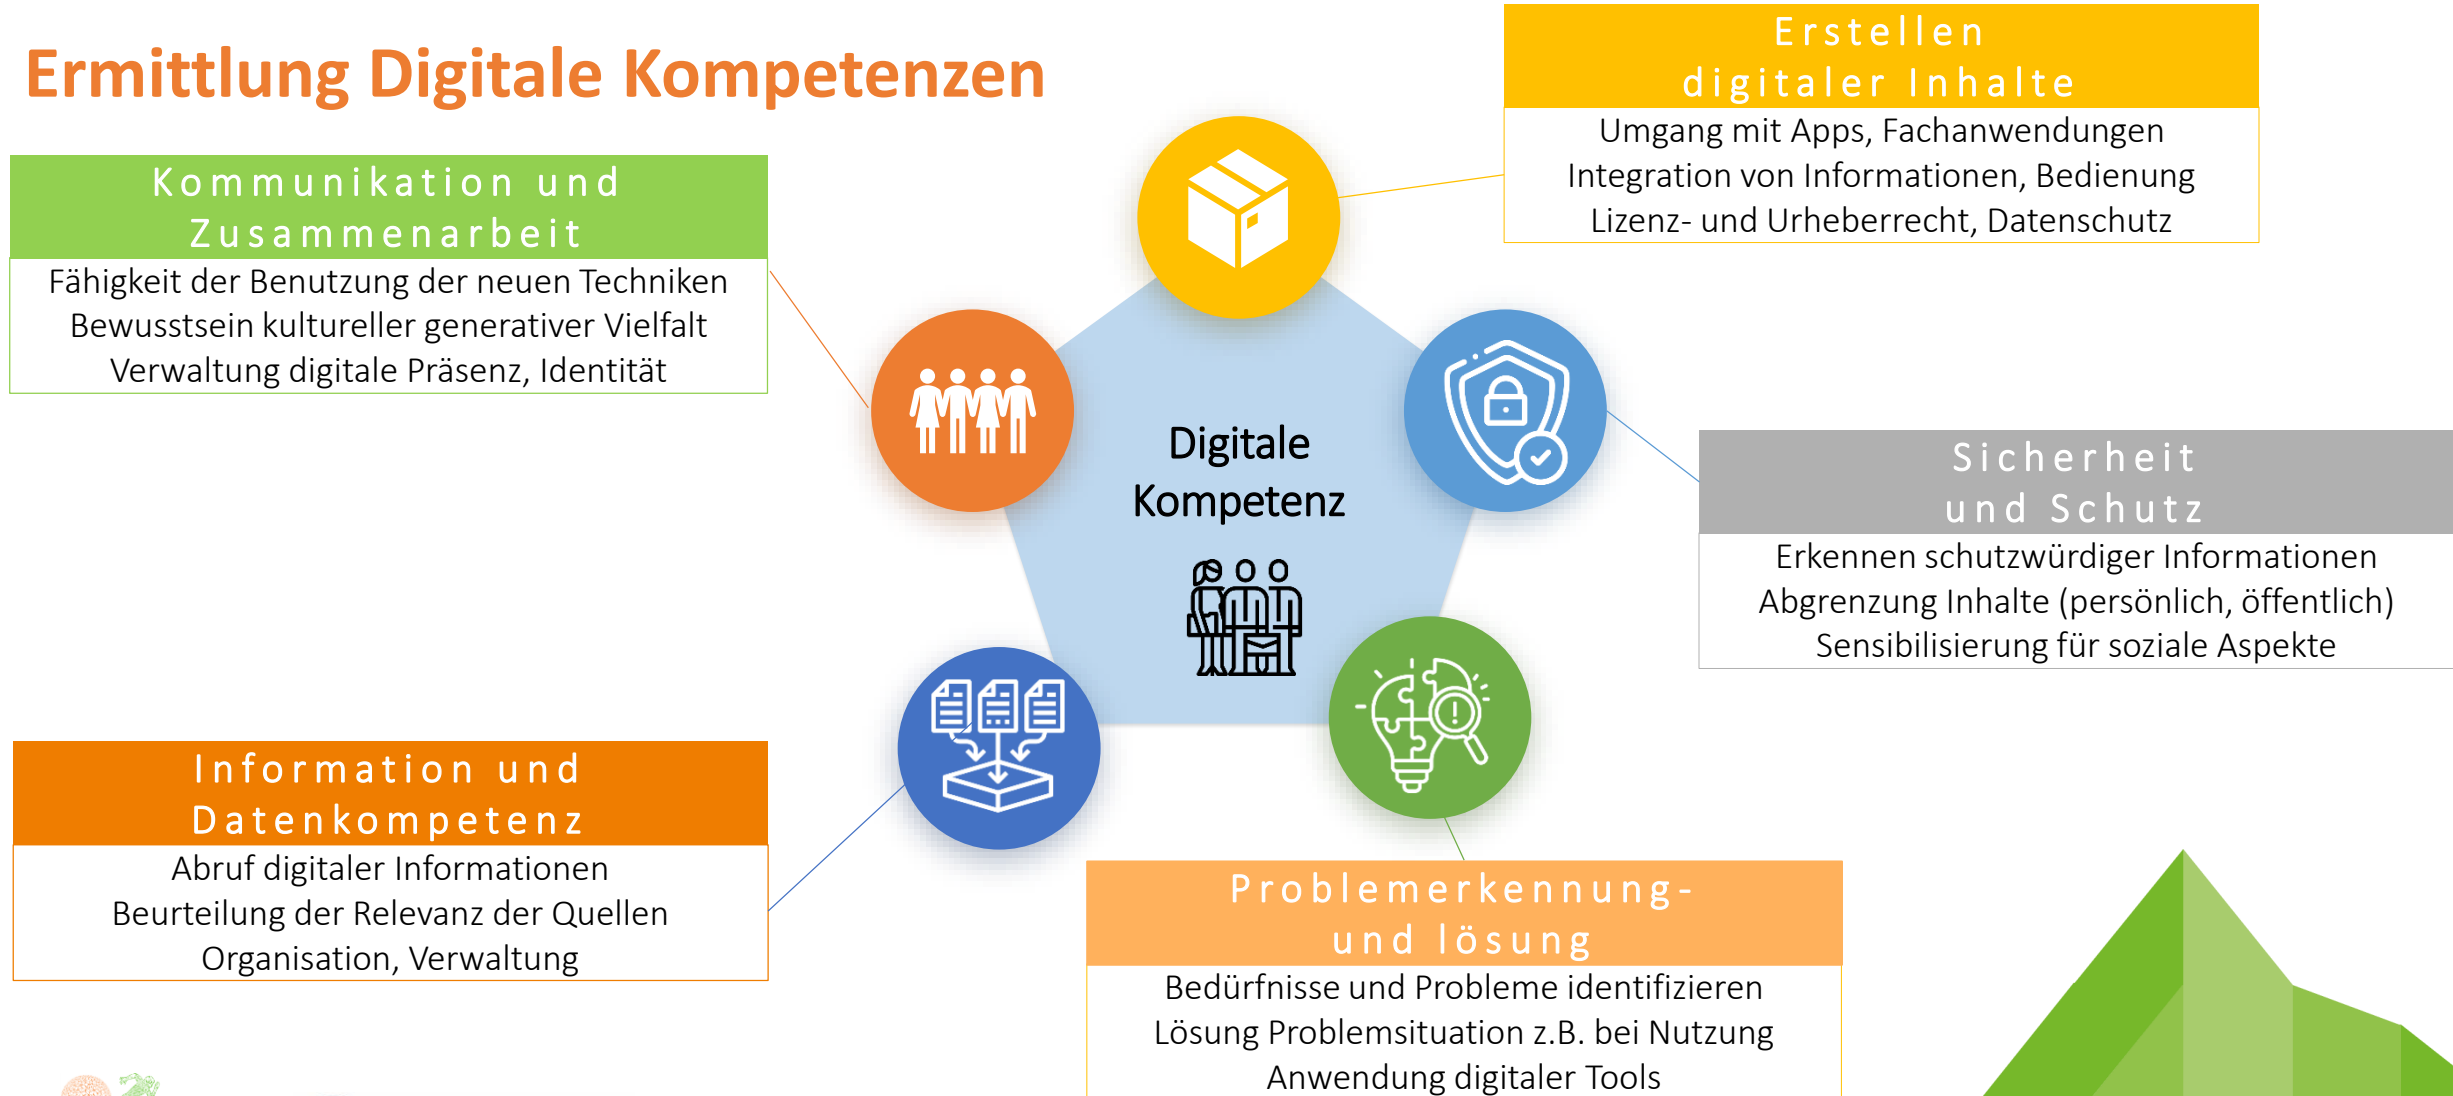 Ermittlung Digitale Kompetenzen
Erstellen
digitaler Inhalte
Umgang mit Apps, Fachanwendungen
Integration von Informationen, Bedienung
Lizenz- und Urheberrecht, Datenschutz
Kommunikation und
Zusammenarbeit
Fähigkeit der Benutzung der neuen Techniken
Bewusstsein kultureller generativer Vielfalt
Verwaltung digitale Präsenz, Identität
Digitale
Kompetenz
Sicherheit
und Schutz
Erkennen schutzwürdiger Informationen
Abgrenzung Inhalte (persönlich, öffentlich)
Sensibilisierung für soziale Aspekte
Information und
Datenkompetenz
Abruf digitaler Informationen
Beurteilung der Relevanz der Quellen
Organisation, Verwaltung
Problemerkennung-
und lösung
Bedürfnisse und Probleme identifizieren
Lösung Problemsituation z.B. bei Nutzung
Anwendung digitaler Tools